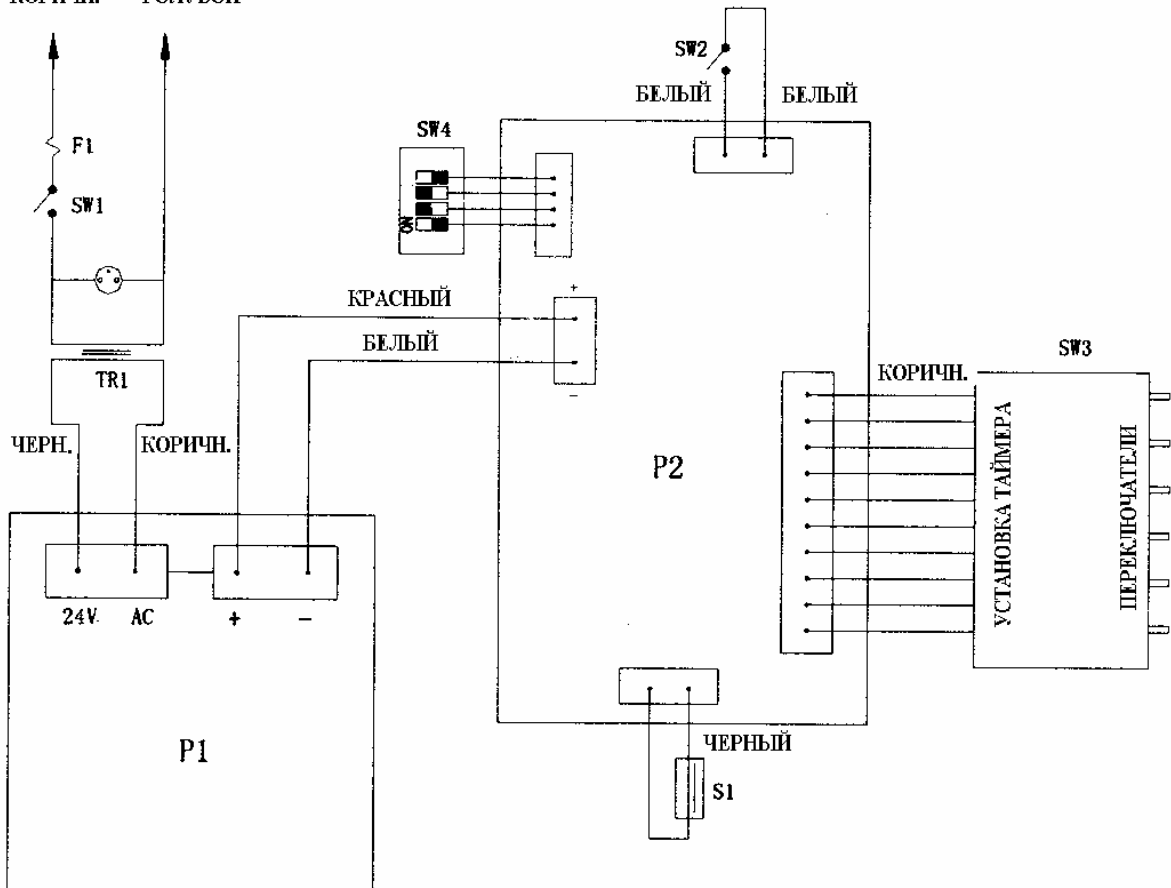 SW2
БЕЛЫЙ БЕЛЫЙ
SW4
F1
SW1
ON
+
КРАСНЫЙ
БЕЛЫЙ
-
SW3
TR1
КОРИЧН.
ЧЕРН. КОРИЧН.
P2
УСТАНОВКА ТАЙМЕРА
ПЕРЕКЛЮЧАТЕЛИ
24V. AC + -
P1
ЧЕРНЫЙ
S1